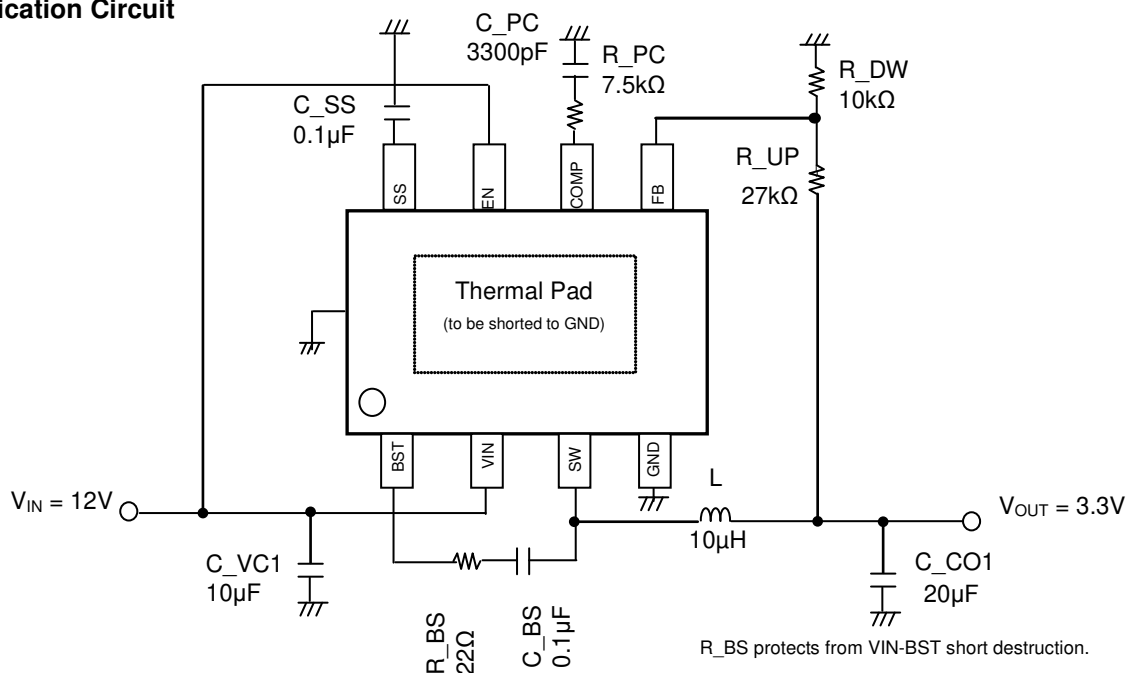 ication Circuit
C_PC
3300pF
R_PC
7.5kΩ
R_DW
10kΩ
C_SS
0.1µF
R_UP
27kΩ
SS
EN
COMP
FB
Thermal Pad
(to be shorted to GND)
BST
VIN
SW
GND
L
10µH
VIN = 12V
VOUT = 3.3V
C_VC1
10µF
R_BS
22Ω
C_BS
0.1µF
C_CO1
20µF
R_BS protects from VIN-BST short destruction.